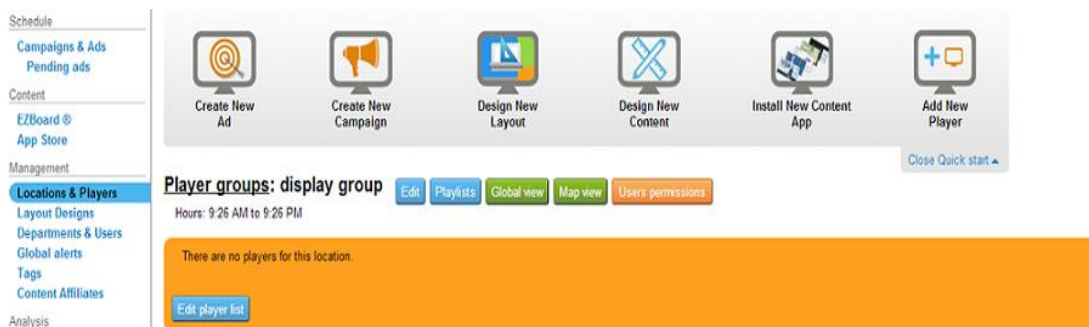 Schedule
Campaigns & Ads
Pending ads
Content
EZBoard ®
App Store
Management
Locations & Players
Layout Designs
Departments & Users
Global alerts
Tags
Content Affiliates
Analysis
Create New
Ad
Create New
Campaign
Design New
Layout
Design New
Content
Install New Content
App
Add New
Player
Close Quick start
Player groups: display group
Edit
Playlists
Global view
Map view
Users permissions
Hours: 9:26 AM to 9:26 PM
There are no players for this location.
Edit player list